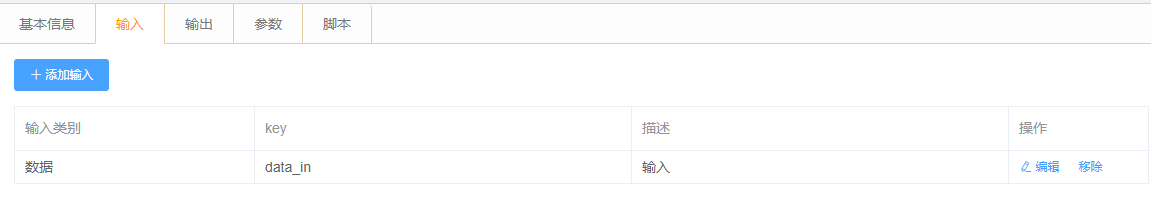 基本信息 输入 输出 参数 脚本
添加输入
输入类别 key 描述 操作
数据 data_in 输入 编辑 移除